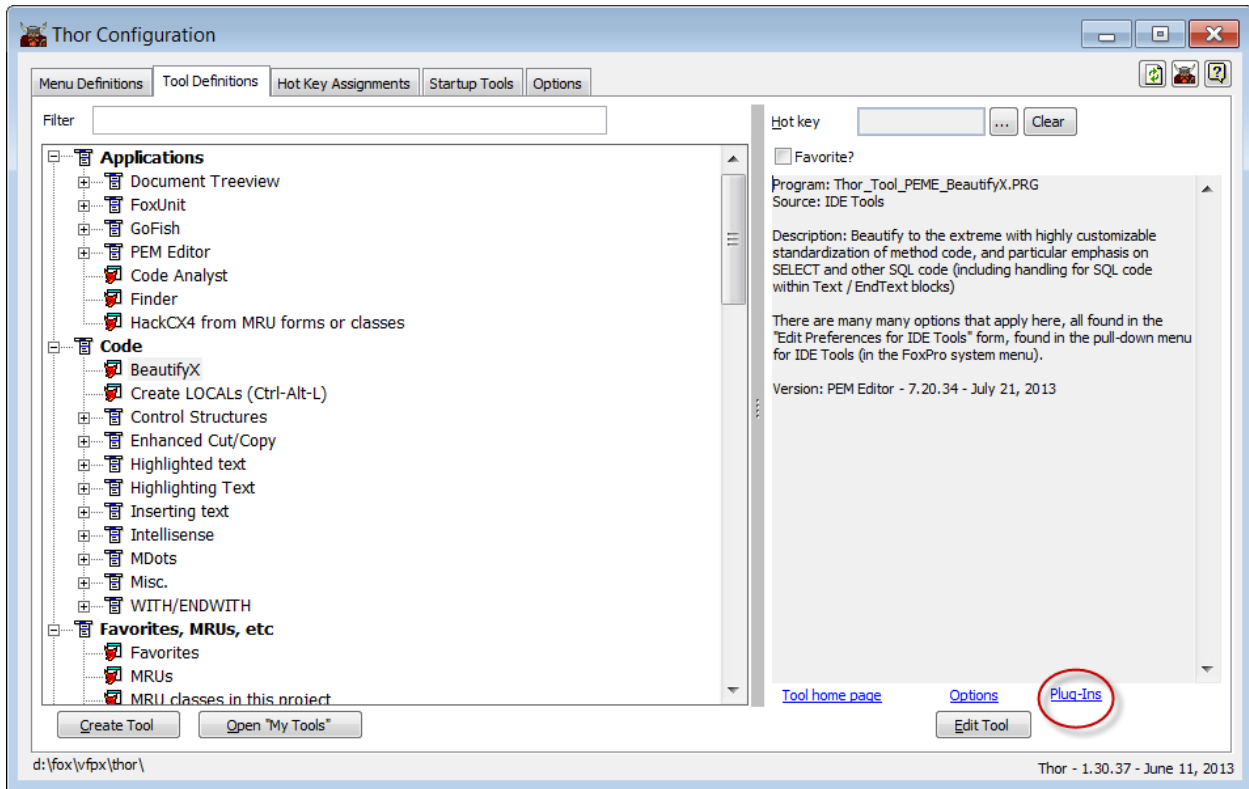 Thor Configuration
Menu Definitions
Tool Definitions
Hot Key Assignments
Startup Tools
Options
Filter
Applications
Document Treeview
FoxUnit
GoFish
PEM Editor
Code Analyst
Finder
HackCX4 from MRU forms or classes
Code
BeautifyX
Create LOCALs (Ctrl-Alt-L)
Control Structures
Enhanced Cut/Copy
Highlighted text
Highlighting Text
Inserting text
Intellisense
MDots
Misc.
WITH/ENDWITH
Favorites, MRUs, etc
Favorites
MRUs
MRU classes in this project
Create Tool
Open "My Tools"
Hot key
...
Clear
Favorite?
Program: Thor_Tool_PEME_BeautifyX.PRG
Source: IDE Tools
Description: Beautify to the extreme with highly customizable
standardization of method code, and particular emphasis on
SELECT and other SQL code (including handling for SQL code
within Text / EndText blocks)
There are many many options that apply here, all found in the
"Edit Preferences for IDE Tools" form, found in the pull-down menu
for IDE Tools (in the FoxPro system menu).
Version: PEM Editor - 7.20.34 - July 21, 2013
Tool home page
Options
Plug-Ins
Edit Tool
d:\fox\vfpx\thor\
Thor - 1.30.37 - June 11, 2013